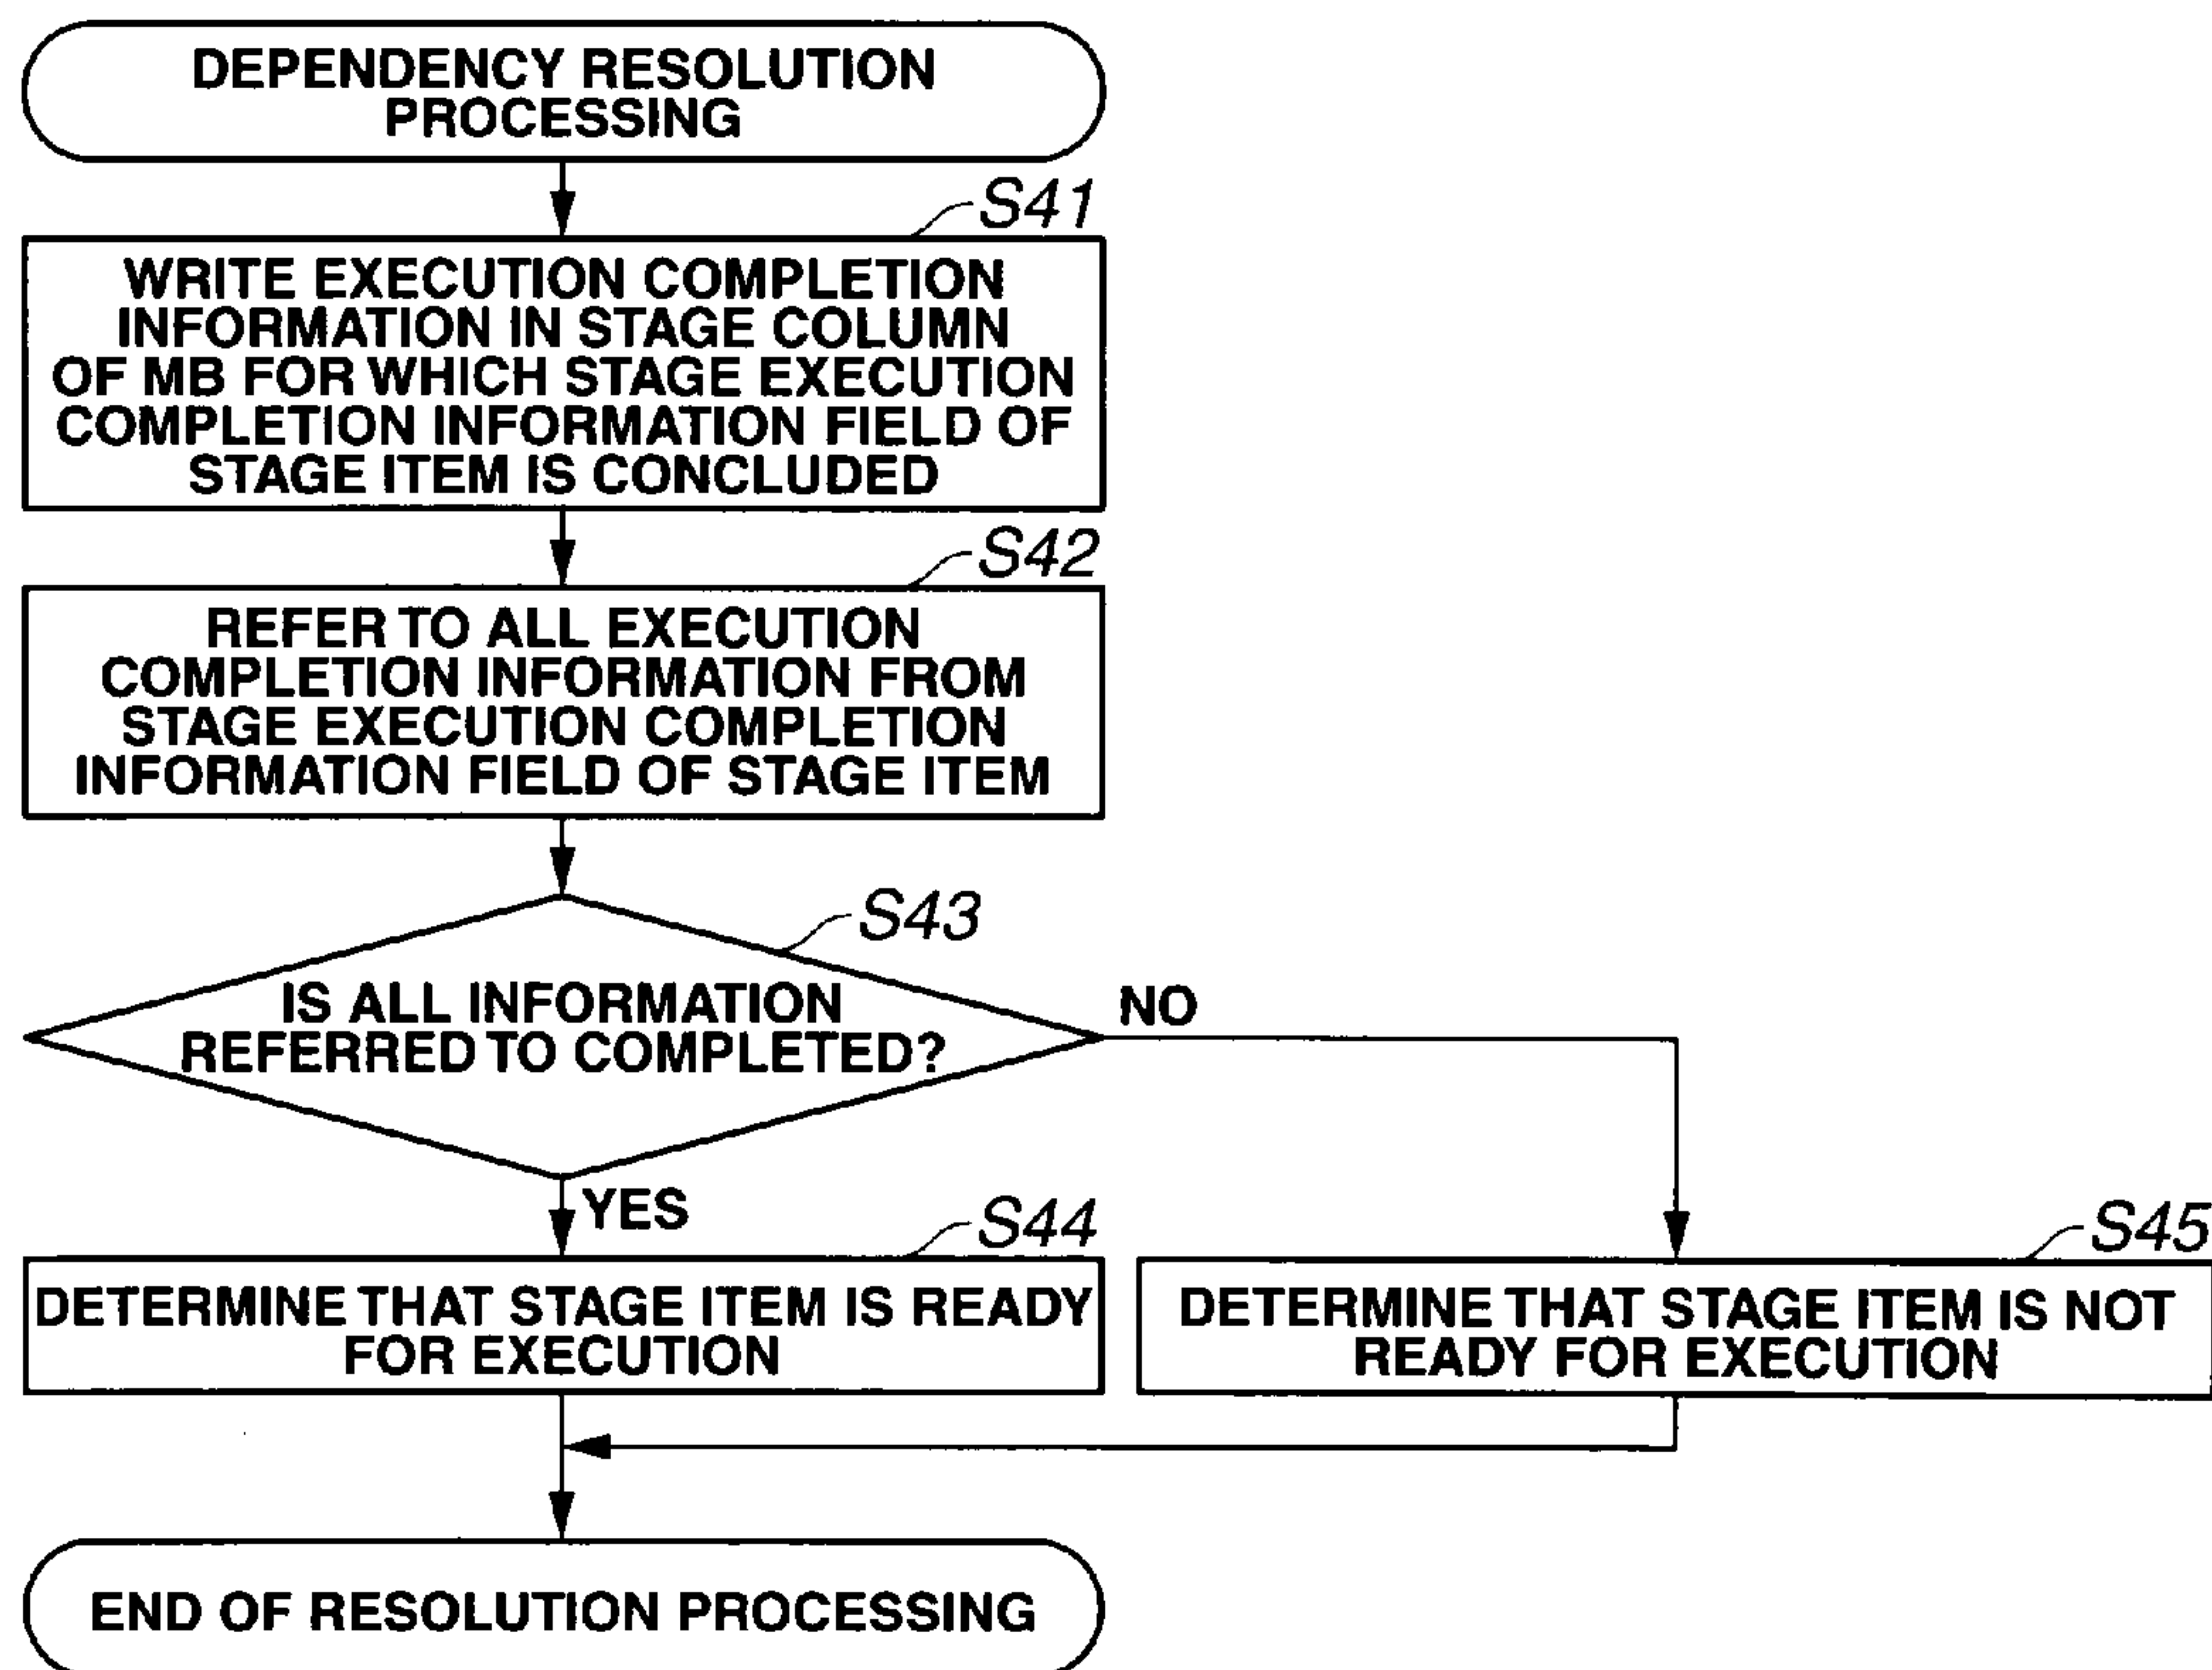 DEPENDENCY RESOLUTION
PROCESSING
S41
WRITE EXECUTION COMPLETION
INFORMATION IN STAGE COLUMN
OF MB FOR WHICH STAGE EXECUTION
COMPLETION INFORMATION FIELD OF
STAGE ITEM IS CONCLUDED
S42
REFER TO ALL EXECUTION
COMPLETION INFORMATION FROM
STAGE EXECUTION COMPLETION
INFORMATION FIELD OF STAGE ITEM
S43
IS ALL INFORMATION
REFERRED TO COMPLETED?
NO
YES
S44
DETERMINE THAT STAGE ITEM IS READY
FOR EXECUTION
S45
DETERMINE THAT STAGE ITEM IS NOT
READY FOR EXECUTION
END OF RESOLUTION PROCESSING